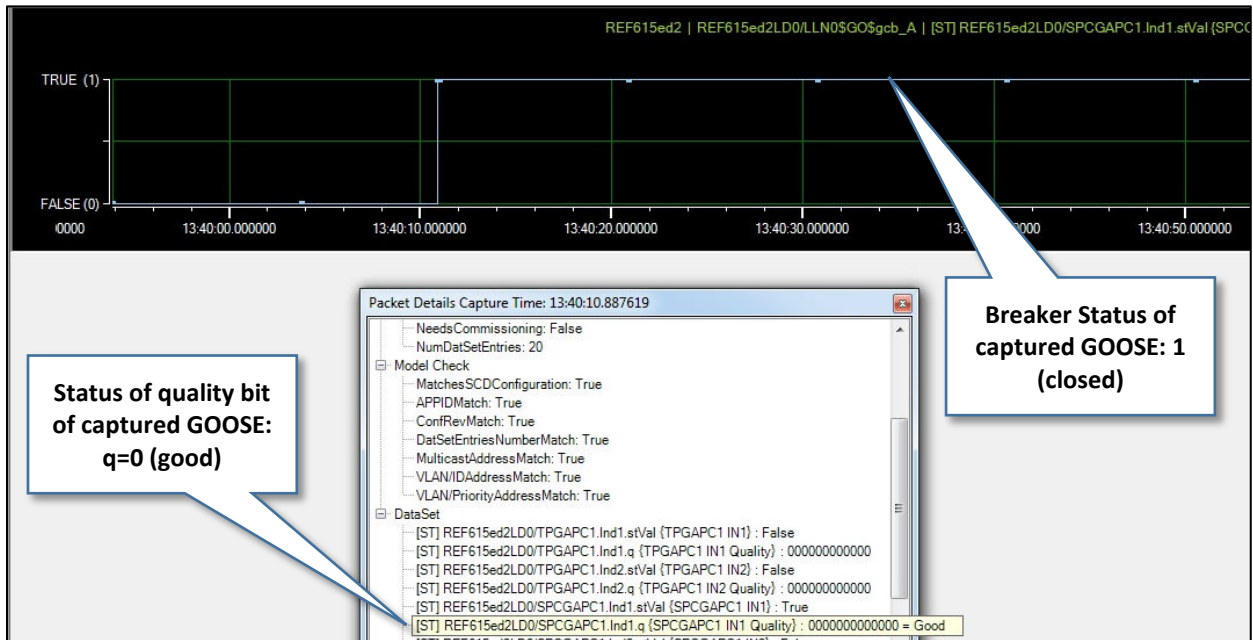 REF615ed2 | REF615ed2LD0/LLN0$GO$gcb_A | [ST] REF615ed2LD0/SPCGAPC1.Ind1.stVal {SPCG
TRUE (1)
FALSE (0)
0000 13:40:00.000000 13:40:10.000000 13:40:20.000000 13:40:30.000000 13: 0000 13:40:50.000000
Breaker Status of
captured GOOSE: 1
(closed)
Status of quality bit
of captured GOOSE:
q=0 (good)
Packet Details Capture Time: 13:40:10.887619
NeedsCommissioning: False
NumDatSetEntries: 20
Model Check
MatchesSCDConfiguration: True
APPIDMatch: True
ConfRevMatch: True
DatSetEntriesNumberMatch: True
MulticastAddressMatch: True
VLAN/IDAddressMatch: True
VLAN/PriorityAddressMatch: True
DataSet
[ST] REF615ed2LD0/TPGAPC1.Ind1.stVal {TPGAPC1 IN1} : False
[ST] REF615ed2LD0/TPGAPC1.Ind1.q {TPGAPC1 IN1 Quality} : 000000000000
[ST] REF615ed2LD0/TPGAPC1.Ind2.stVal {TPGAPC1 IN2} : False
[ST] REF615ed2LD0/TPGAPC1.Ind2.q {TPGAPC1 IN2 Quality} : 000000000000
[ST] REF615ed2LD0/SPCGAPC1.Ind1.stVal {SPCGAPC1 IN1} : True
[ST] REF615ed2LD0/SPCGAPC1.Ind1.q {SPCGAPC1 IN1 Quality} : 0000000000000 = Good